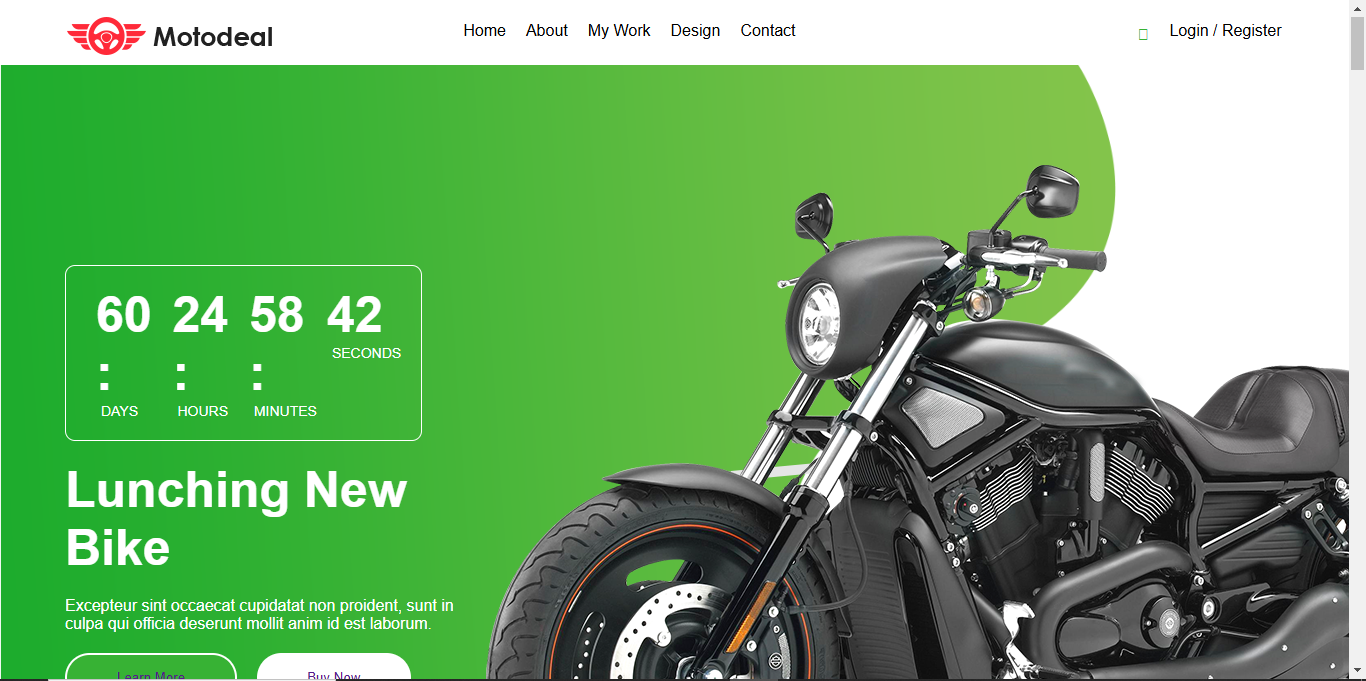 Motodeal
Home About My Work Design Contact
Login / Register
60 24 58 42
SECONDS
: : :
DAYS HOURS MINUTES
Lunching New
Bike
Excepteur sint occaecat cupidatat non proident, sunt in
culpa qui officia deserunt mollit anim id est laborum.
Learn More Buy Now